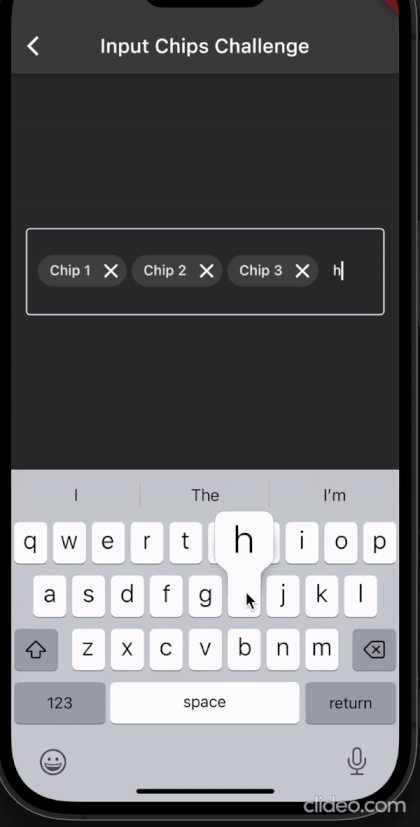 Input Chips Challenge
Chip 1 Chip 2 Chip 3 h
I The I'm
q w e r t h i o p
a s d f g j k l
z x c v b n m
123 space return
clideo.com